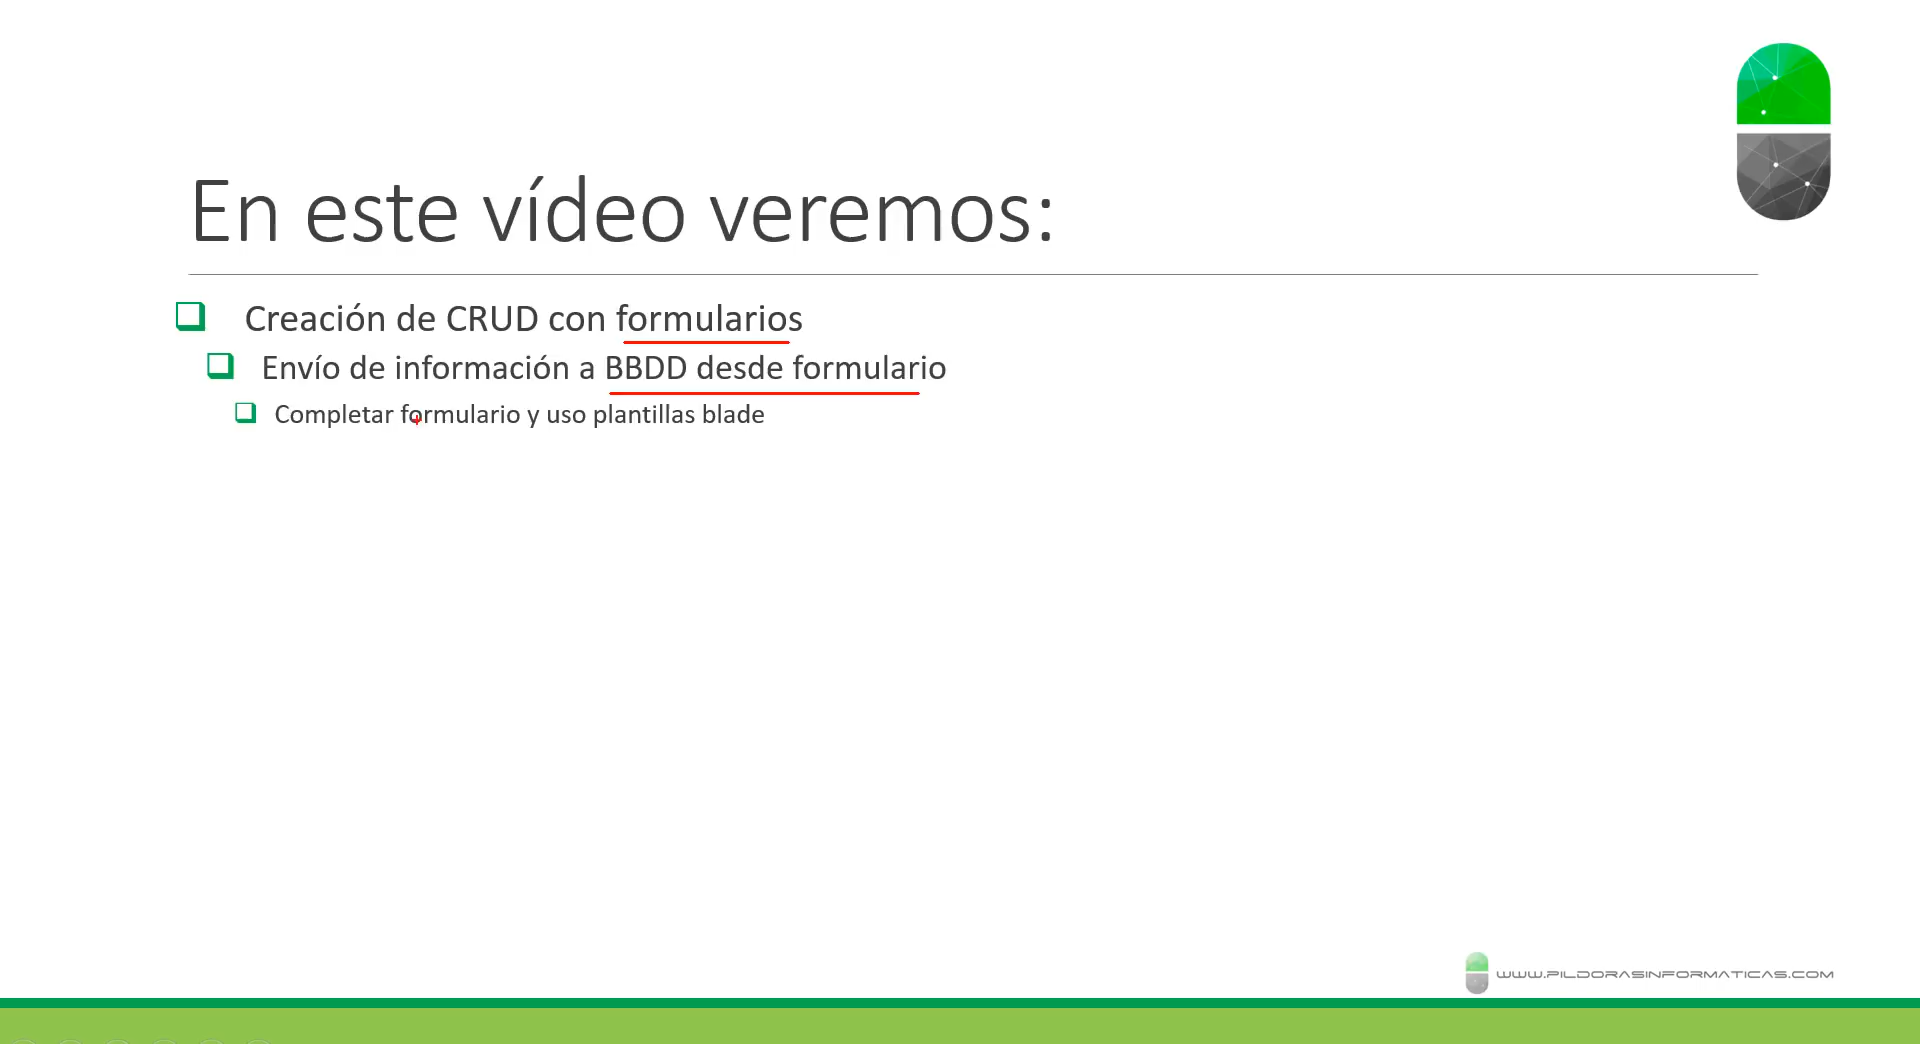 En este vídeo veremos:
Creación de CRUD con formularios
Envío de información a BBDD desde formulario
Completar formulario y uso plantillas blade
WWW.PILDORASINFORMATICAS.COM